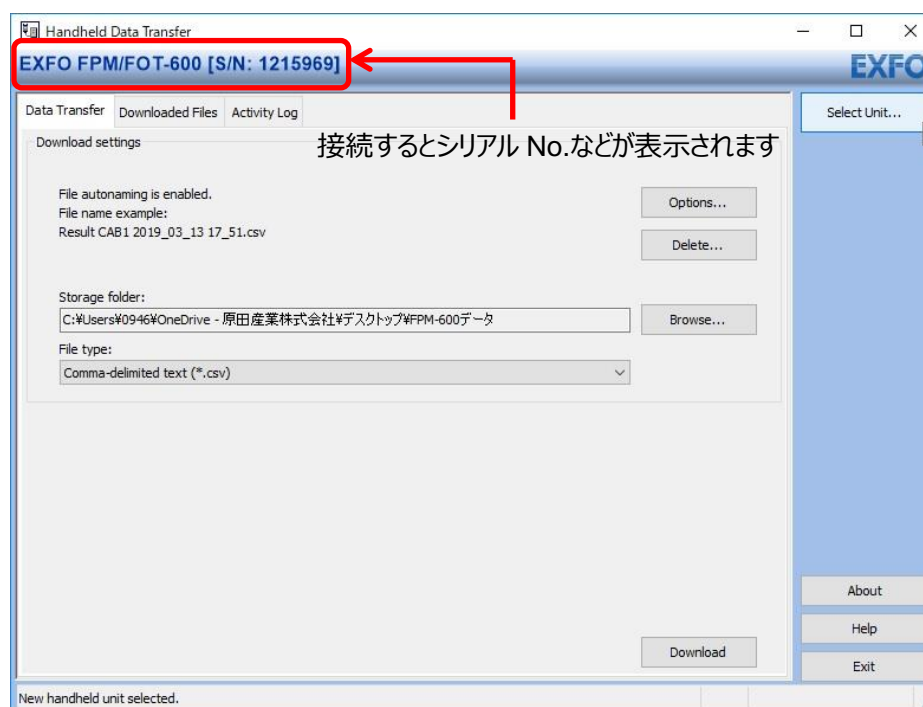 Handheld Data Transfer
EXFO FPM/FOT-600 [S/N: 1215969]
EXFO
Data Transfer
Downloaded Files
Activity Log
Select Unit...
接続するとシリアル No.などが表示されます
Download settings
File autonaming is enabled.
File name example:
Result CAB1 2019_03_13 17_51.csv
Options...
Delete...
Storage folder:
C:¥Users¥0946¥OneDrive - 原田産業株式会社¥デスクトップ¥FPM-600データ
Browse...
File type:
Comma-delimited text (*.csv)
About
Help
Download
Exit
New handheld unit selected.